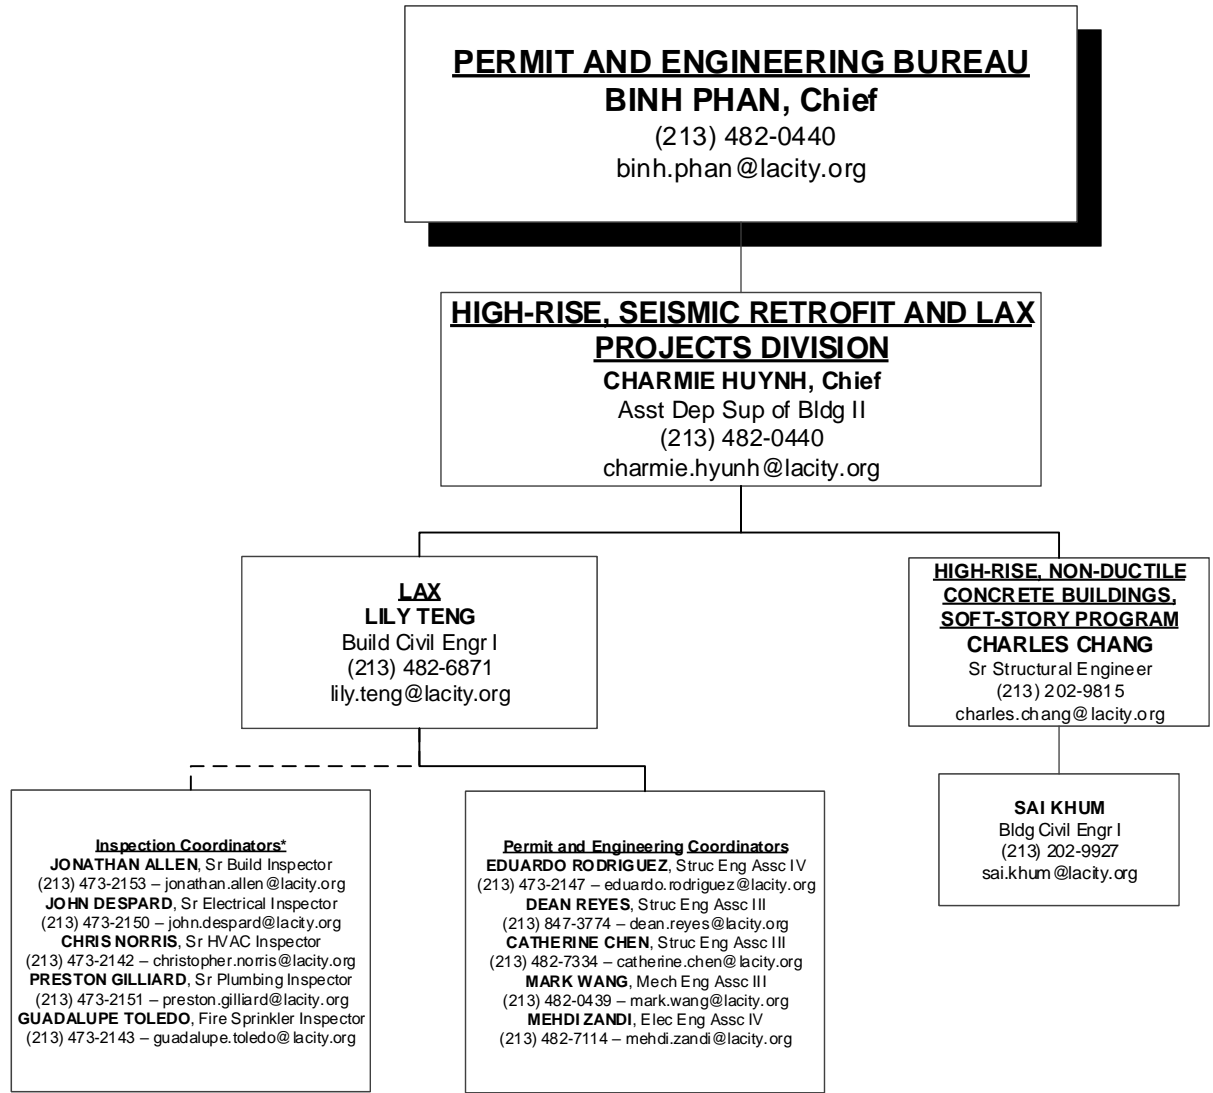 PERMIT AND ENGINEERING BUREAU
BINH PHAN, Chief
(213) 482-0440
binh.phan@lacity.org
HIGH-RISE, SEISMIC RETROFIT AND LAX
PROJECTS DIVISION
CHARMIE HUYNH, Chief
Asst Dep Sup of Bldg II
(213) 482-0440
charmie.hyunh@lacity.org
LAX
LILY TENG
Build Civil Engr I
(213) 482-6871
lily.teng@lacity.org
HIGH-RISE, NON-DUCTILE
CONCRETE BUILDINGS,
SOFT-STORY PROGRAM
CHARLES CHANG
Sr Structural Engineer
(213) 202-9815
charles.chang@lacity.org
Inspection Coordinators*
JONATHAN ALLEN, Sr Build Inspector
(213) 473-2153 – jonathan.allen@lacity.org
JOHN DESPARD, Sr Electrical Inspector
(213) 473-2150 – john.despard@lacity.org
CHRIS NORRIS, Sr HVAC Inspector
(213) 473-2142 – christopher.norris@lacity.org
PRESTON GILLIARD, Sr Plumbing Inspector
(213) 473-2151 – preston.gilliard@lacity.org
GUADALUPE TOLEDO, Fire Sprinkler Inspector
(213) 473-2143 – guadalupe.toledo@lacity.org
Permit and Engineering Coordinators
EDUARDO RODRIGUEZ, Struc Eng Assc IV
(213) 473-2147 – eduardo.rodriguez@lacity.org
DEAN REYES, Struc Eng Assc III
(213) 847-3774 – dean.reyes@lacity.org
CATHERINE CHEN, Struc Eng Assc III
(213) 482-7334 – catherine.chen@lacity.org
MARK WANG, Mech Eng Assc III
(213) 482-0439 – mark.wang@lacity.org
MEHDI ZANDI, Elec Eng Assc IV
(213) 482-7114 – mehdi.zandi@lacity.org
SAI KHUM
Bldg Civil Engr I
(213) 202-9927
sai.khum@lacity.org